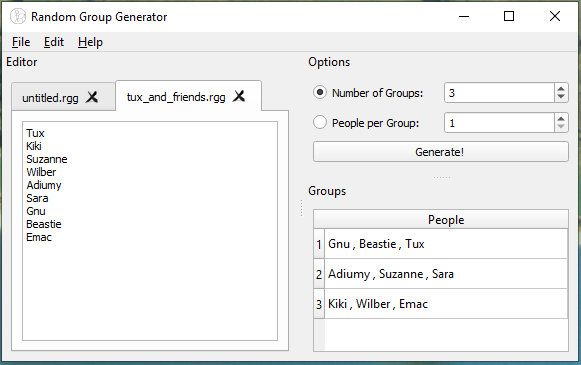 Random Group Generator
File Edit Help
Editor
untitled.rgg
tux_and_friends.rgg
Tux
Kiki
Suzanne
Wilber
Adiumy
Sara
Gnu
Beastie
Emac
Options
Number of Groups: 3
People per Group: 1
Generate!
Groups
People
1 Gnu , Beastie , Tux
2 Adiumy , Suzanne , Sara
3 Kiki , Wilber , Emac